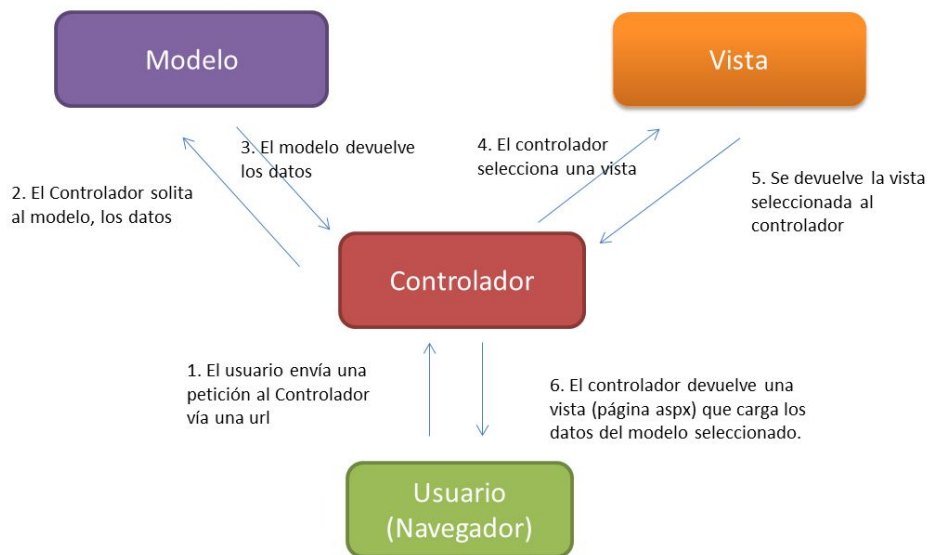 Modelo
Vista
3. El modelo devuelve
los datos
4. El controlador
selecciona una vista
2. El Controlador solita
al modelo, los datos
5. Se devuelve la vista
seleccionada al
controlador
Controlador
1. El usuario envía una
petición al Controlador
vía una url
6. El controlador devuelve una
vista (página aspx) que carga los
datos del modelo seleccionado.
Usuario
(Navegador)